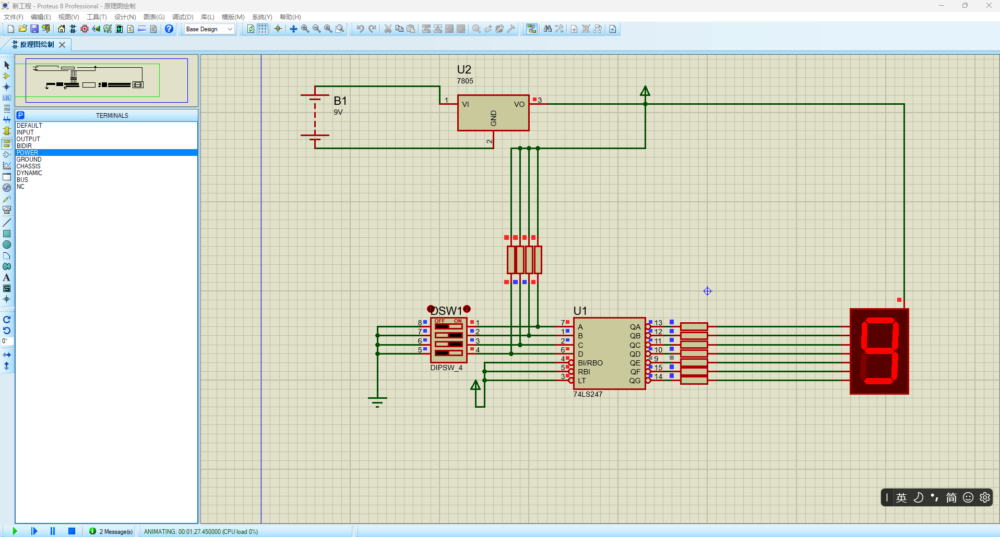 新工程 - Proteus 8 Professional - 原理图绘制
文件(F) 编辑(E) 视图(V) 工具(T) 设计(N) 图表(G) 调试(D) 库(L) 模版(M) 系统(Y) 帮助(H)
Base Design
原理图绘制
P TERMINALS
DEFAULT
INPUT
OUTPUT
BIDIR
POWER
GROUND
CHASSIS
DYNAMIC
BUS
NC
LBL
A
S
0°
U2
7805
B1
9V
1 VI VO 3
GND
2
DSW1
OFF ON
8 1
7 2
6 3
5 4
DIPSW_4
U1
7 A QA 13
1 B QB 12
2 C QC 11
6 D QD 10
4 BI/RBO QE 9
5 RBI QF 15
3 LT QG 14
74LS247
9
英 简
2 Message(s) ANIMATING: 00:01:27.450000 (CPU load 0%)